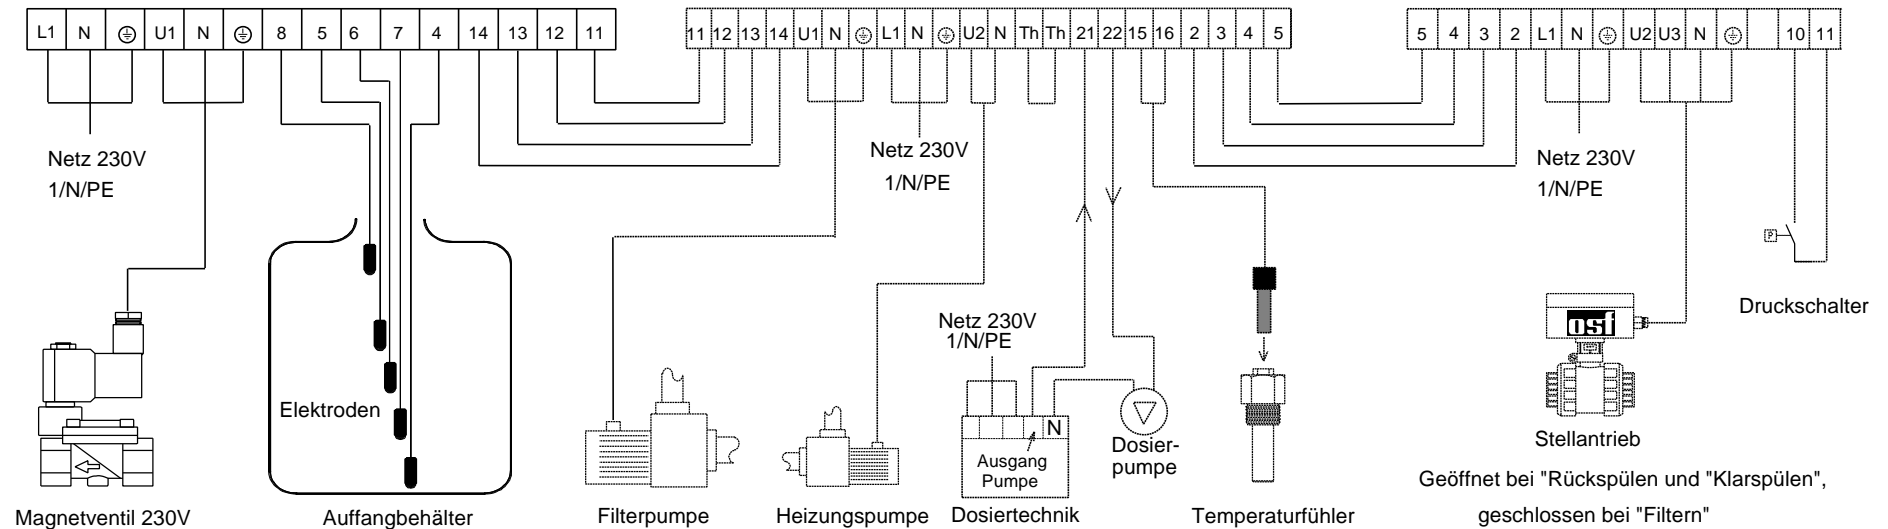 L1 N U1 N 8 5 6 7 4 14 13 12 11
11 12 13 14 U1 N L1 N U2 N Th Th 21 22 15 16 2 3 4 5
5 4 3 2 L1 N U2 U3 N 10 11
Netz 230V
1/N/PE
Netz 230V
1/N/PE
Netz 230V
1/N/PE
P
Druckschalter
Netz 230V
1/N/PE
osf
Elektroden
N
Ausgang
Pumpe
Dosier-
pumpe
Stellantrieb
Geöffnet bei "Rückspülen und "Klarspülen",
geschlossen bei "Filtern"
Magnetventil 230V
Auffangbehälter
Filterpumpe
Heizungspumpe
Dosiertechnik
Temperaturfühler